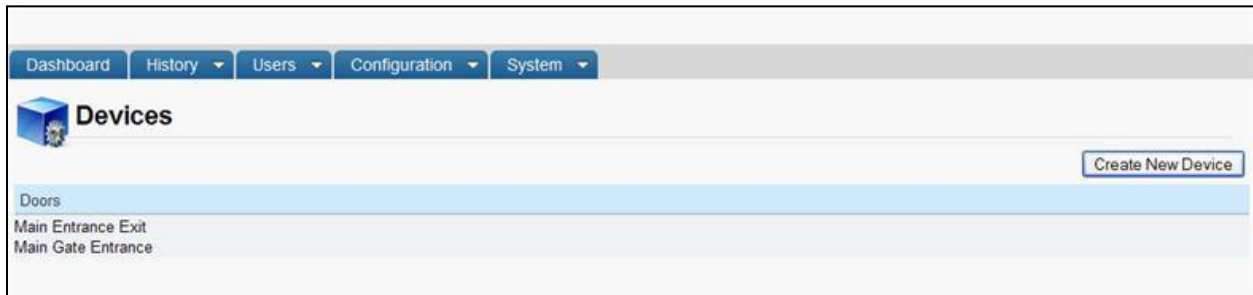 Dashboard History Users Configuration System
Devices
Create New Device
Doors
Main Entrance Exit
Main Gate Entrance